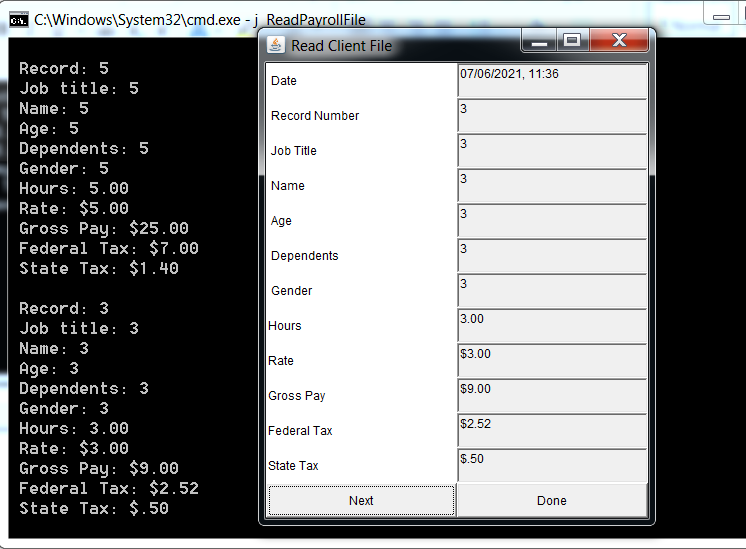 C:\Windows\System32\cmd.exe - j ReadPayrollFile
Record: 5
Job title: 5
Name: 5
Age: 5
Dependents: 5
Gender: 5
Hours: 5.00
Rate: $5.00
Gross Pay: $25.00
Federal Tax: $7.00
State Tax: $1.40
Record: 3
Job title: 3
Name: 3
Age: 3
Dependents: 3
Gender: 3
Hours: 3.00
Rate: $3.00
Gross Pay: $9.00
Federal Tax: $2.52
State Tax: $.50
Read Client File
Date 07/06/2021, 11:36
Record Number 3
Job Title 3
Name 3
Age 3
Dependents 3
Gender 3
Hours 3.00
Rate $3.00
Gross Pay $9.00
Federal Tax $2.52
State Tax $.50
Next Done